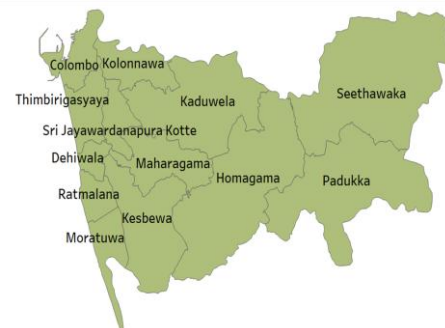 Colombo Kolonnawa
Thimbirigasyaya
Kaduwela
Seethawaka
Sri Jayawardanapura Kotte
Dehiwala
Maharagama
Homagama
Padukka
Ratmalana
Kesbewa
Moratuwa